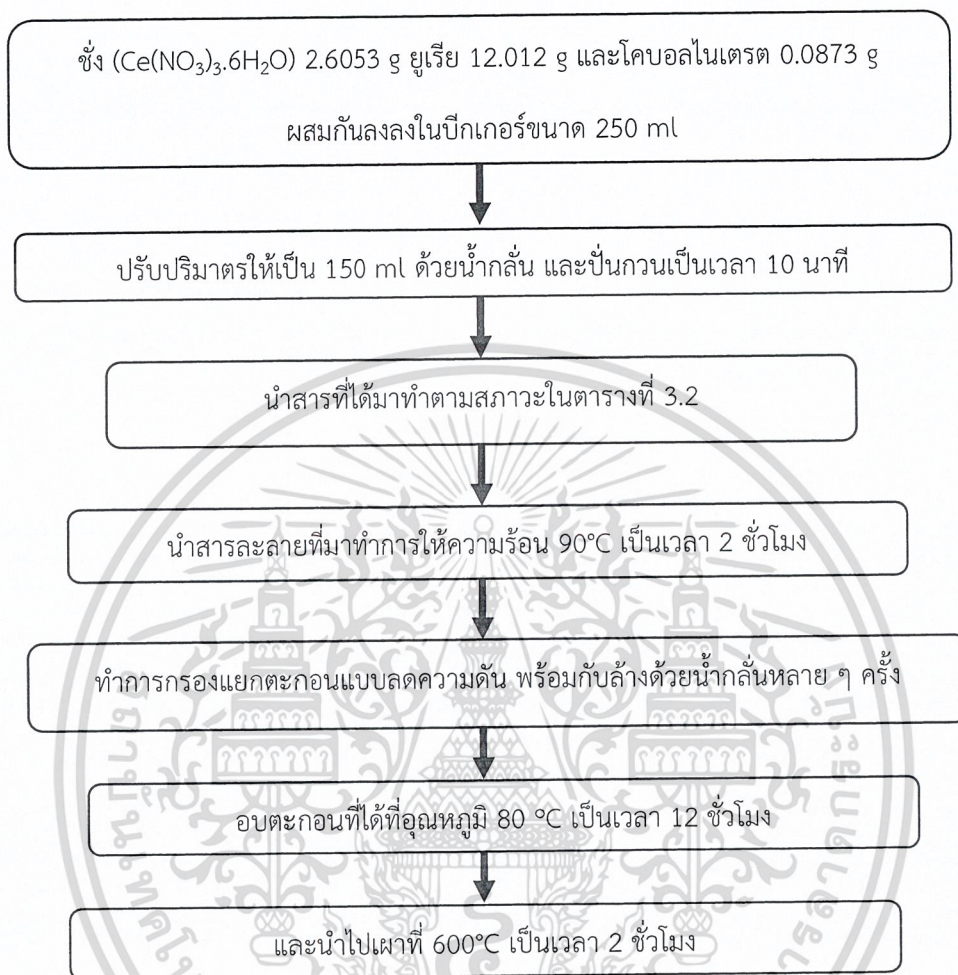 ชั่ง (Ce(NO₃)₃.6H₂O) 2.6053 g ยูเรีย 12.012 g และโคบอลไนเตรต 0.0873 g
ผสมกันลงลงในบีกเกอร์ขนาด 250 ml
ปรับปริมาตรให้เป็น 150 ml ด้วยน้ำกลั่น และปั่นกวนเป็นเวลา 10 นาที
นำสารที่ได้มาทำตามสภาวะในตารางที่ 3.2
นำสารละลายที่มาทำการให้ความร้อน 90°C เป็นเวลา 2 ชั่วโมง
ทำการกรองแยกตะกอนแบบลดความดัน พร้อมกับล้างด้วยน้ำกลั่นหลาย ๆ ครั้ง
อบตะกอนที่ได้ที่อุณหภูมิ 80 °C เป็นเวลา 12 ชั่วโมง
และนำไปเผาที่ 600°C เป็นเวลา 2 ชั่วโมง